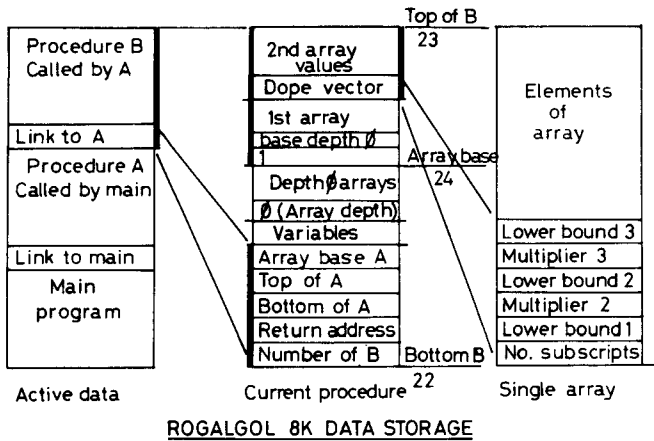 Procedure B
Called by A
Link to A
Procedure A
Called by main
Link to main
Main
program
Active data
2nd array
values
Dope vector
1st array
base depth Ø
1
Depth Ø arrays
Ø (Array depth)
Variables
Array base A
Top of A
Bottom of A
Return address
Number of B
Current procedure
Top of B
23
Array base
24
Bottom B
22
Elements
of
array
Lower bound 3
Multiplier 3
Lower bound 2
Multiplier 2
Lower bound 1
No. subscripts
Single array
ROGALGOL 8K DATA STORAGE